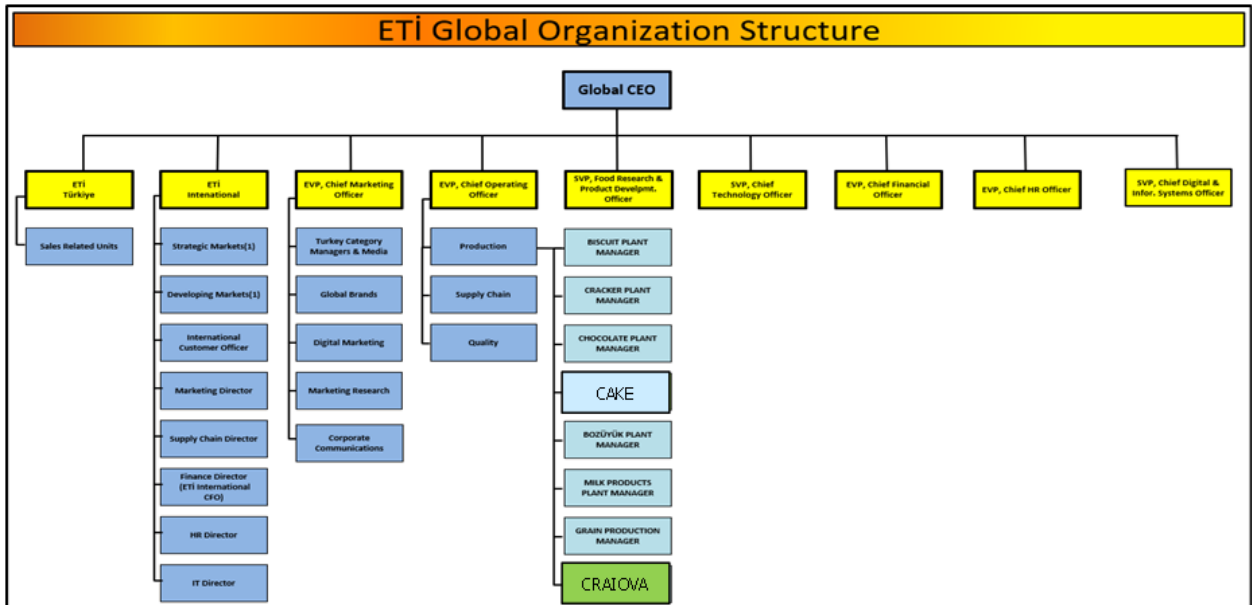 ETİ Global Organization Structure
Global CEO
ETİ
Türkiye
Sales Related Units
ETİ
Intenational
Strategic Markets(1)
Developing Markets(1)
International
Customer Officer
Marketing Director
Supply Chain Director
Finance Director
(ETİ International
CFO)
HR Director
IT Director
EVP, Chief Marketing
Officer
Turkey Category
Managers & Media
Global Brands
Digital Marketing
Marketing Research
Corporate
Communications
EVP, Chief Operating
Officer
Production
Supply Chain
Quality
SVP, Food Research &
Product Develpmt.
Officer
BISCUIT PLANT
MANAGER
CRACKER PLANT
MANAGER
CHOCOLATE PLANT
MANAGER
CAKE
BOZÜYÜK PLANT
MANAGER
MILK PRODUCTS
PLANT MANAGER
GRAIN PRODUCTION
MANAGER
CRAIOVA
SVP, Chief
Technology Officer
EVP, Chief Financial
Officer
EVP, Chief HR Officer
SVP, Chief Digital &
Infor. Systems Officer